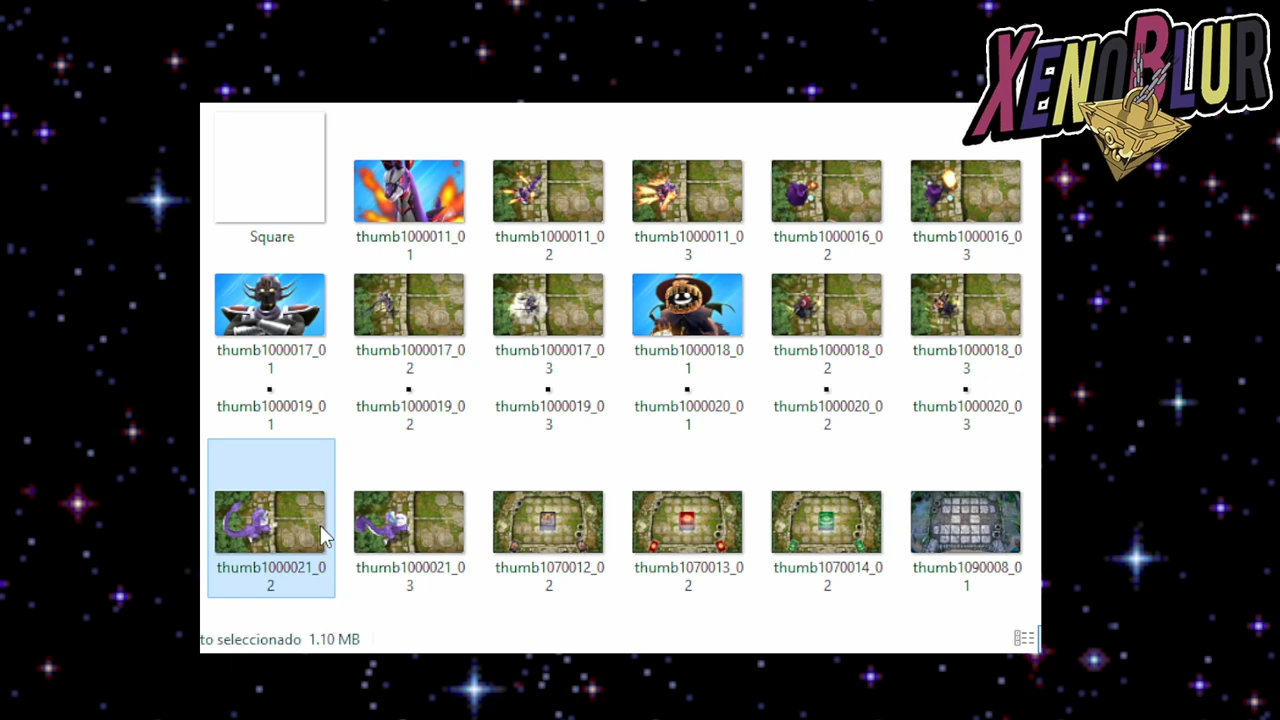 XENOBLUR
Square
thumb1000011_0
1
thumb1000011_0
2
thumb1000011_0
3
thumb1000016_0
2
thumb1000016_0
3
thumb1000017_0
1
thumb1000017_0
2
thumb1000017_0
3
thumb1000018_0
1
thumb1000018_0
2
thumb1000018_0
3
thumb1000019_0
1
thumb1000019_0
2
thumb1000019_0
3
thumb1000020_0
1
thumb1000020_0
2
thumb1000020_0
3
thumb1000021_0
2
thumb1000021_0
3
thumb1070012_0
2
thumb1070013_0
2
thumb1070014_0
2
thumb1090008_0
1
to seleccionado 1.10 MB